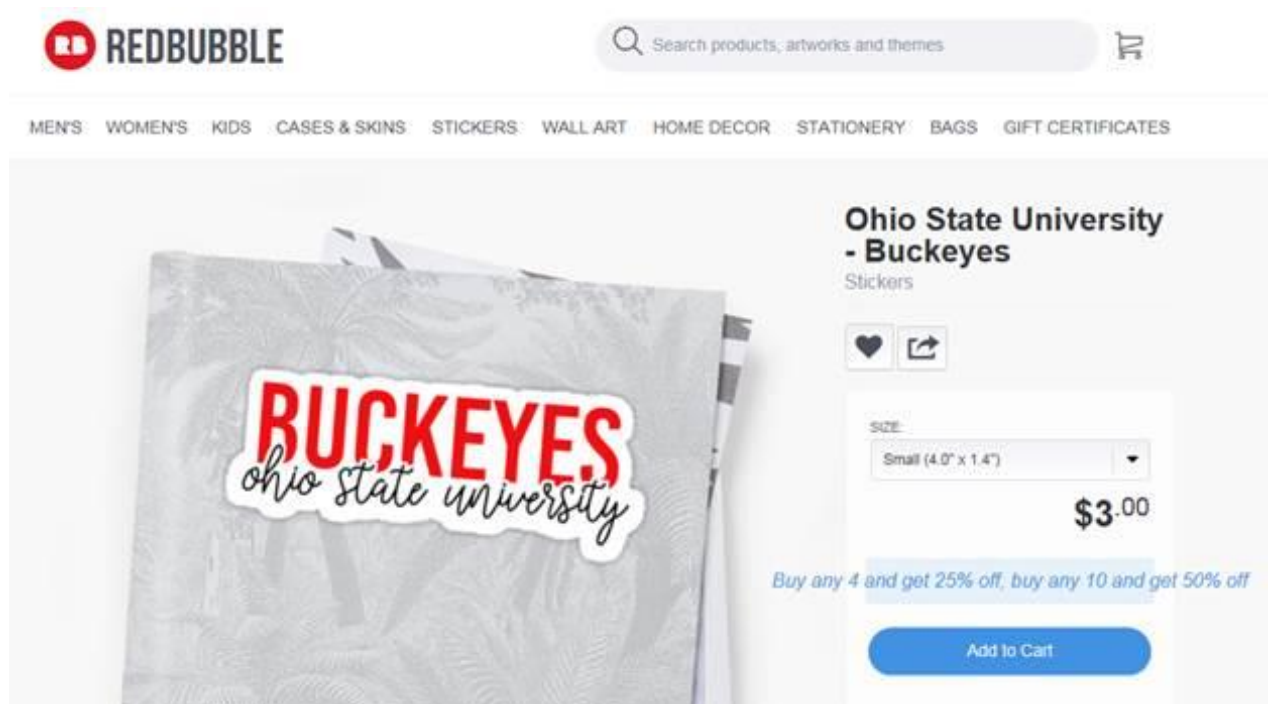 RB REDBUBBLE
Search products, artworks and themes
MEN'S WOMEN'S KIDS CASES & SKINS STICKERS WALL ART HOME DECOR STATIONERY BAGS GIFT CERTIFICATES
Ohio State University
- Buckeyes
Stickers
BUCKEYES
ohio state university
SIZE:
Small (4.0" x 1.4")
$3.00
Buy any 4 and get 25% off, buy any 10 and get 50% off
Add to Cart